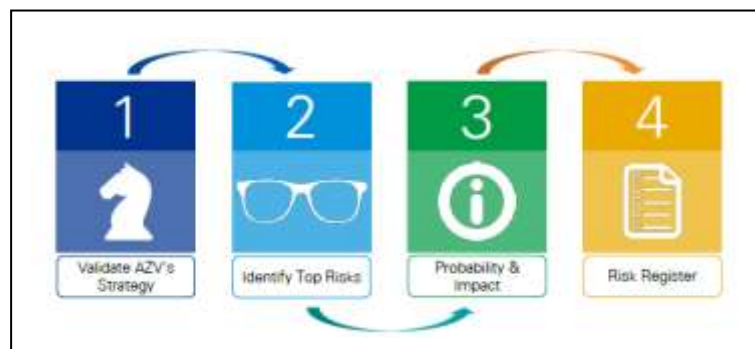 1
2
3
4
Validate AZV's
Strategy
Identify Top Risks
Probability &
Impact
Risk Register